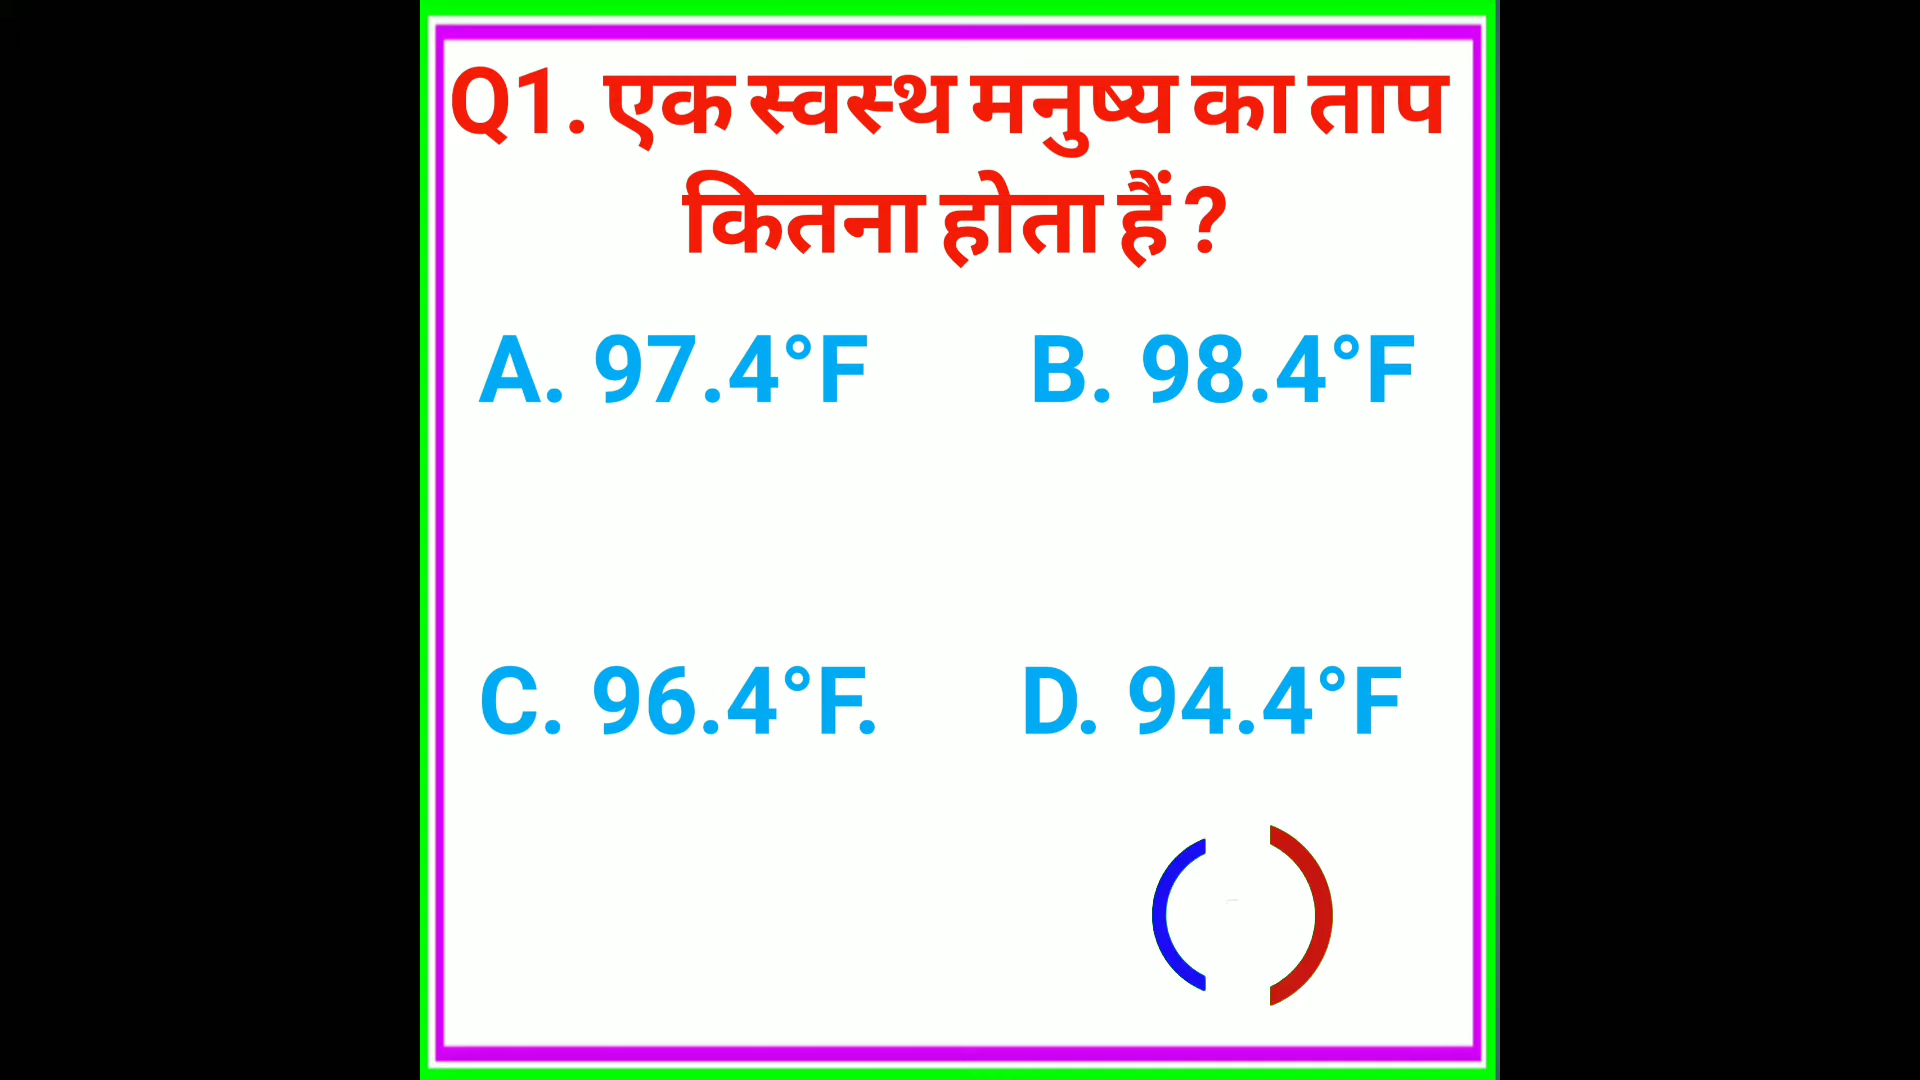 Q1. एक स्वस्थ मनुष्य का ताप
कितना होता हैं ?
A. 97.4°F B. 98.4°F
C. 96.4°F. D. 94.4°F